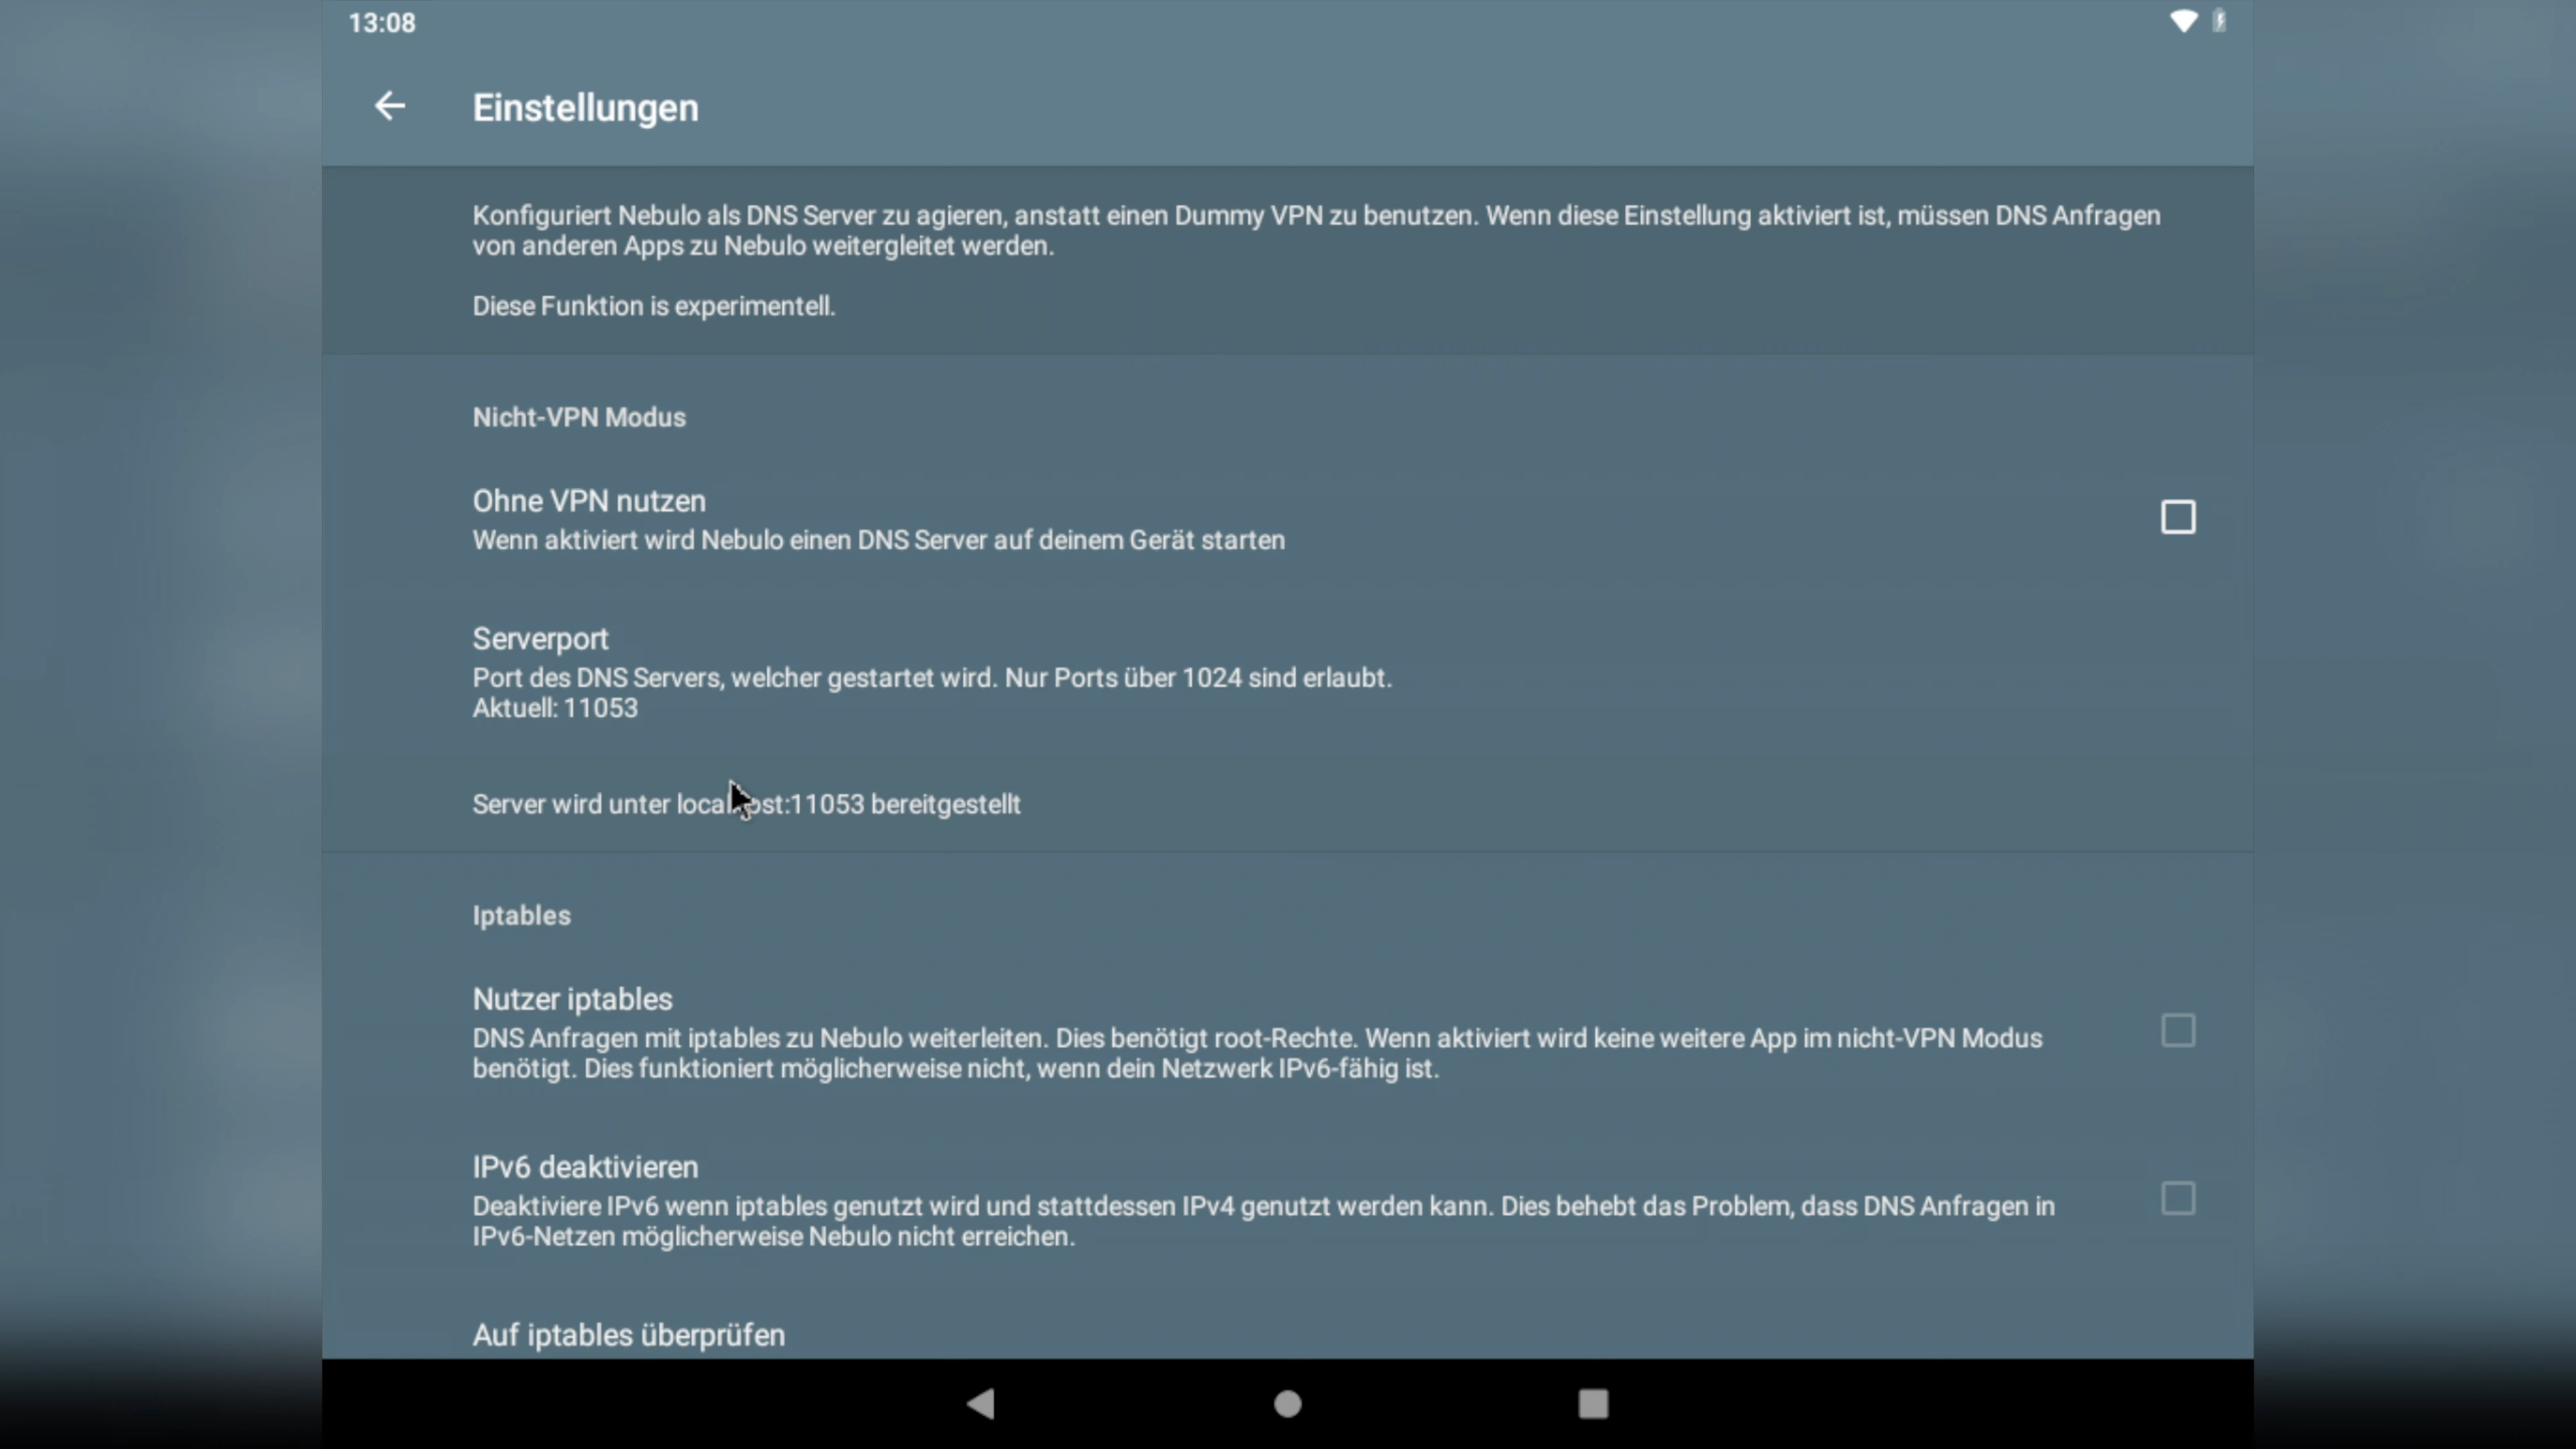 13:08
Einstellungen
Konfiguriert Nebulo als DNS Server zu agieren, anstatt einen Dummy VPN zu benutzen. Wenn diese Einstellung aktiviert ist, müssen DNS Anfragen
von anderen Apps zu Nebulo weitergleitet werden.
Diese Funktion is experimentell.
Nicht-VPN Modus
Ohne VPN nutzen
Wenn aktiviert wird Nebulo einen DNS Server auf deinem Gerät starten
Serverport
Port des DNS Servers, welcher gestartet wird. Nur Ports über 1024 sind erlaubt.
Aktuell: 11053
Server wird unter localhost:11053 bereitgestellt
Iptables
Nutzer iptables
DNS Anfragen mit iptables zu Nebulo weiterleiten. Dies benötigt root-Rechte. Wenn aktiviert wird keine weitere App im nicht-VPN Modus
benötigt. Dies funktioniert möglicherweise nicht, wenn dein Netzwerk IPv6-fähig ist.
IPv6 deaktivieren
Deaktiviere IPv6 wenn iptables genutzt wird und stattdessen IPv4 genutzt werden kann. Dies behebt das Problem, dass DNS Anfragen in
IPv6-Netzen möglicherweise Nebulo nicht erreichen.
Auf iptables überprüfen